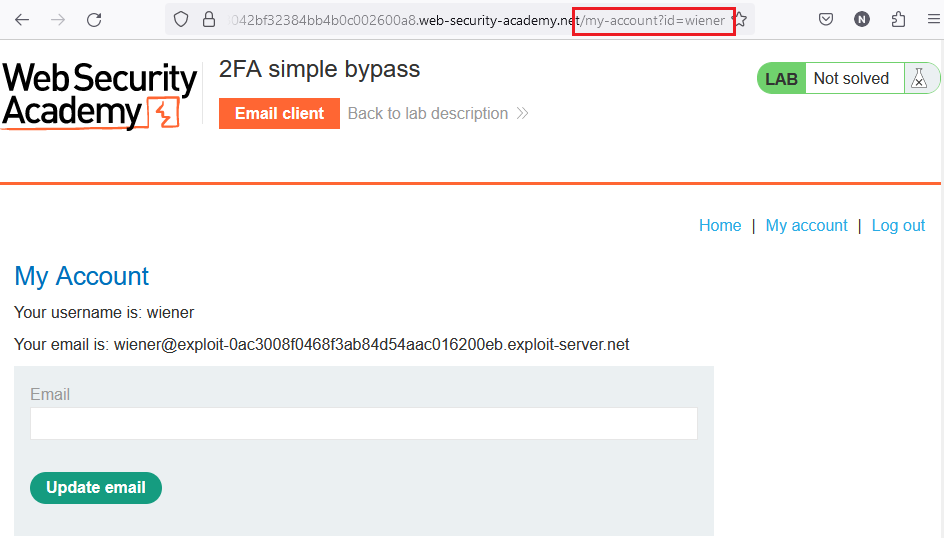 042bf32384bb4b0c002600a8.web-security-academy.net/my-account?id=wiener
N
WebSecurity
Academy
2FA simple bypass
Email client
Back to lab description
LAB
Not solved
Home | My account | Log out
My Account
Your username is: wiener
Your email is: wiener@exploit-0ac3008f0468f3ab84d54aac016200eb.exploit-server.net
Email
Update email